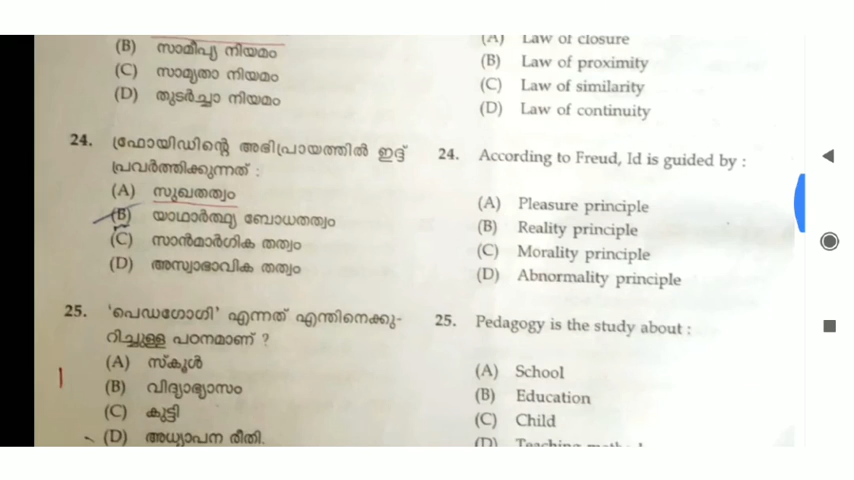 (B) സാമീപ്യ നിയമം
(C) സാമ്യതാ നിയമം
(D) തുടർച്ചാ നിയമം
24. ഫ്രോയിഡിന്റെ അഭിപ്രായത്തിൽ ഇദ്ദ്
പ്രവർത്തിക്കുന്നത് :
(A) സുഖതത്വം
(B) യാഥാർത്ഥ്യ ബോധതത്വം
(C) സാൻമാർഗിക തത്വം
(D) അസ്വാഭാവിക തത്വം
25. 'പെഡഗോഗി' എന്നത് എന്തിനെക്കു-
റിച്ചുള്ള പഠനമാണ് ?
(A) സ്കൂൾ
(B) വിദ്യാഭ്യാസം
(C) കുട്ടി
(D) അധ്യാപന രീതി.
(A) Law of closure
(B) Law of proximity
(C) Law of similarity
(D) Law of continuity
24. According to Freud, Id is guided by :
(A) Pleasure principle
(B) Reality principle
(C) Morality principle
(D) Abnormality principle
25. Pedagogy is the study about :
(A) School
(B) Education
(C) Child
(D) Teaching